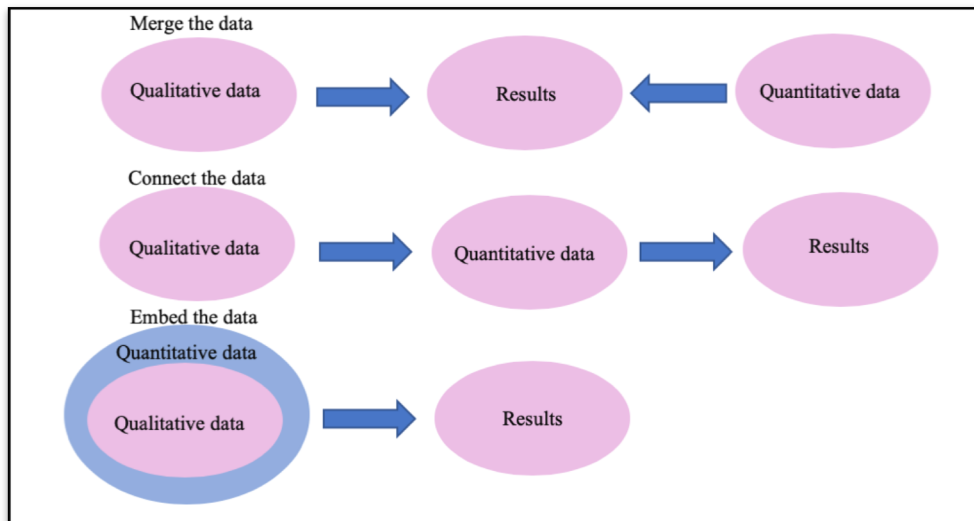 Merge the data
Qualitative data
Results
Quantitative data
Connect the data
Qualitative data
Quantitative data
Results
Embed the data
Quantitative data
Qualitative data
Results